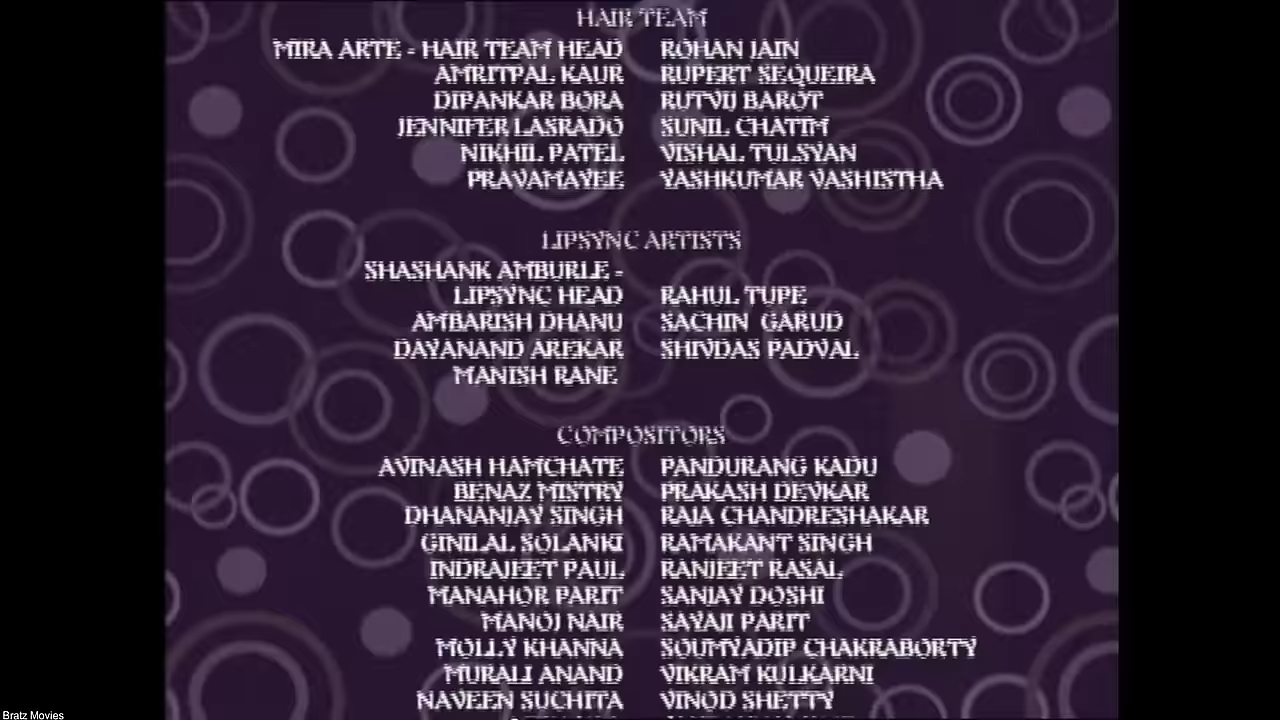 HAIR TEAM
MIRA ARTE - HAIR TEAM HEAD ROHAN JAIN
AMRITPAL KAUR RUPERT SEQUEIRA
DIPANKAR BORA RUTVIJ BAROT
JENNIFER LASRADO SUNIL CHATIM
NIKHIL PATEL VISHAL TULSYAN
PRAVAMAYEE YASHKUMAR VASHISTHA
LIPSYNC ARTISTS
SHASHANK AMBURLE -
LIPSYNC HEAD RAHUL TUPE
AMBARISH DHANU SACHIN GARUD
DAYANAND AREKAR SHIVDAS PADVAL
MANISH RANE
COMPOSITORS
AVINASH HAMCHATE PANDURANG KADU
BENAZ MISTRY PRAKASH DEVKAR
DHANANJAY SINGH RAJA CHANDRESHAKAR
GINILAL SOLANKI RAMAKANT SINGH
INDRAJEET PAUL RANJEET RASAL
MANAHOR PARIT SANJAY DOSHI
MANOJ NAIR SAYAJI PARIT
MOLLY KHANNA SOUMYADIP CHAKRABORTY
MURALI ANAND VIKRAM KULKARNI
NAVEEN SUCHITA VINOD SHETTY
Bratz Movies